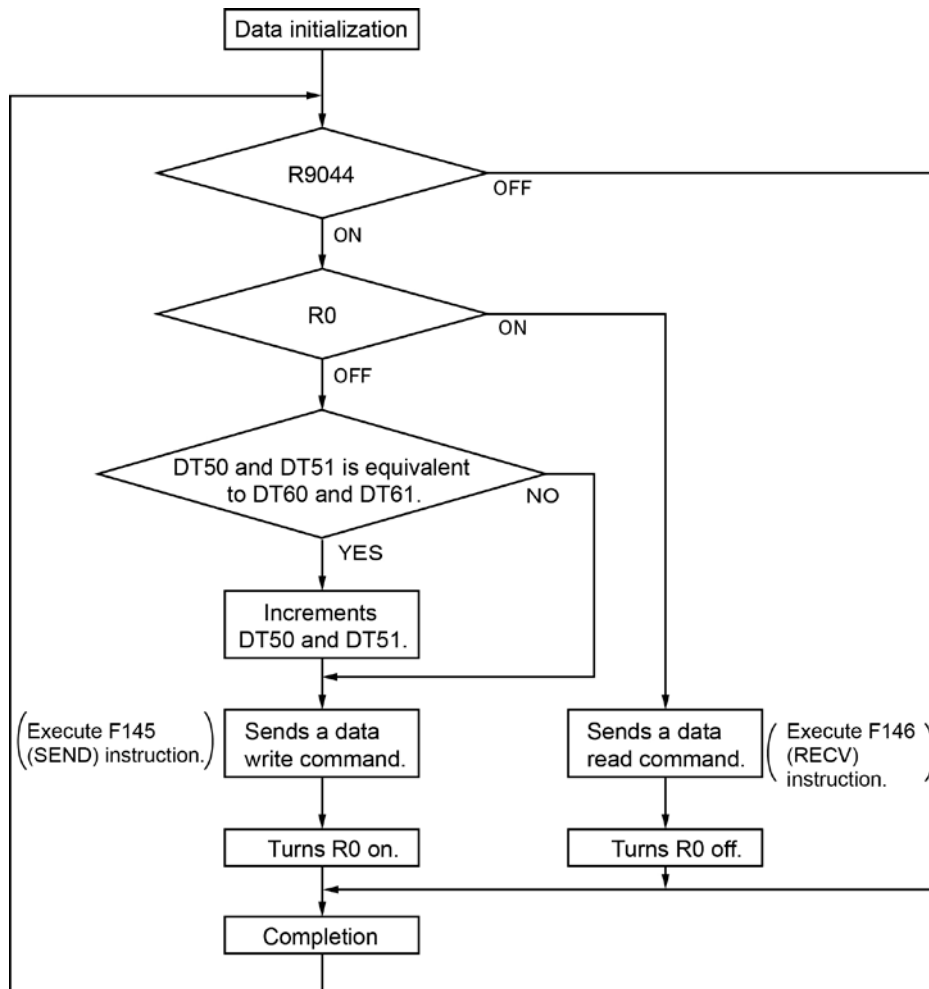 Data initialization
R9044
OFF
ON
R0
ON
OFF
DT50 and DT51 is equivalent
to DT60 and DT61.
NO
YES
Increments
DT50 and DT51.
(Execute F145
(SEND) instruction.)
Sends a data
write command.
Sends a data
read command.
(Execute F146
(RECV)
instruction.
Turns R0 on.
Turns R0 off.
Completion